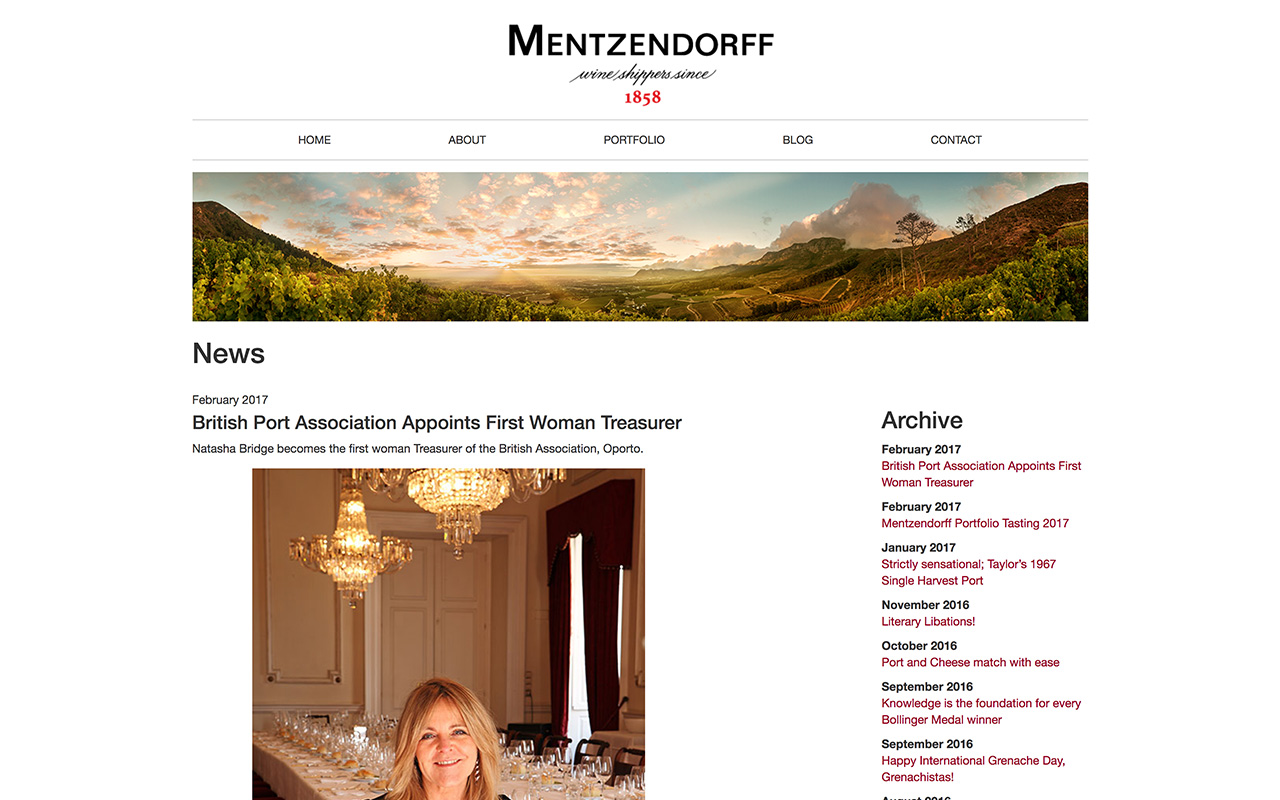 MENTZENDORFF
wine shippers since
1858
HOME
ABOUT
PORTFOLIO
BLOG
CONTACT
News
February 2017
British Port Association Appoints First Woman Treasurer
Natasha Bridge becomes the first woman Treasurer of the British Association, Oporto.
Archive
February 2017
British Port Association Appoints First
Woman Treasurer
February 2017
Mentzendorff Portfolio Tasting 2017
January 2017
Strictly sensational; Taylor’s 1967
Single Harvest Port
November 2016
Literary Libations!
October 2016
Port and Cheese match with ease
September 2016
Knowledge is the foundation for every
Bollinger Medal winner
September 2016
Happy International Grenache Day,
Grenachistas!
August 2016